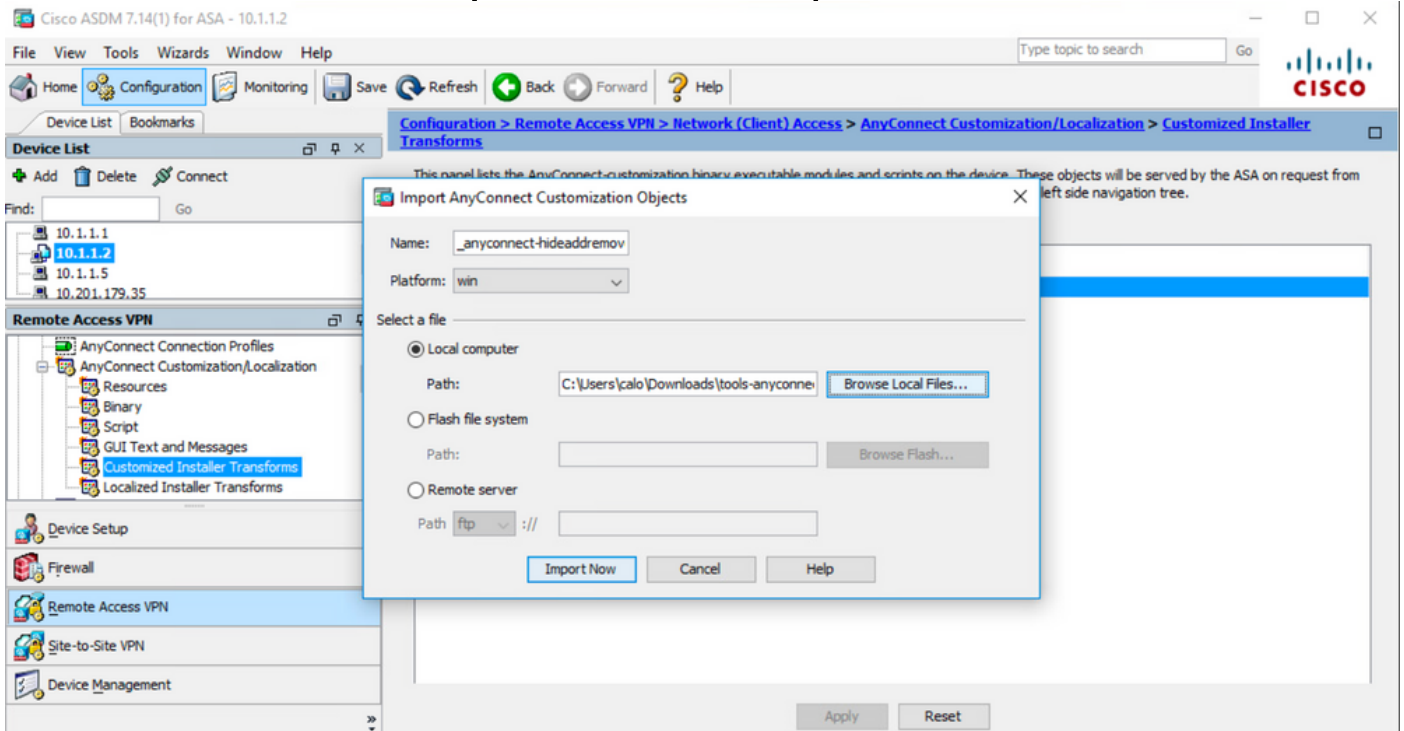 Cisco ASDM 7.14(1) for ASA - 10.1.1.2
File View Tools Wizards Window Help
Type topic to search Go
Home Configuration Monitoring Save Refresh Back Forward Help
CISCO
Device List Bookmarks
Configuration > Remote Access VPN > Network (Client) Access > AnyConnect Customization/Localization > Customized Installer
Transforms
Device List
Add Delete Connect
This panel lists the AnyConnect-customization binary executable modules and scripts on the device. These objects will be served by the ASA on request from
left side navigation tree.
Find: Go
10.1.1.1
10.1.1.2
10.1.1.5
10.201.179.35
Import AnyConnect Customization Objects
Name: _anyconnect-hideaddremov
Platform: win
Select a file
Local computer
Path: C:\Users\calo\Downloads\tools-anyconne Browse Local Files...
Flash file system
Path: Browse Flash...
Remote server
Path ftp ://
Import Now Cancel Help
Remote Access VPN
AnyConnect Connection Profiles
AnyConnect Customization/Localization
Resources
Binary
Script
GUI Text and Messages
Customized Installer Transforms
Localized Installer Transforms
Device Setup
Firewall
Remote Access VPN
Site-to-Site VPN
Device Management
Apply Reset